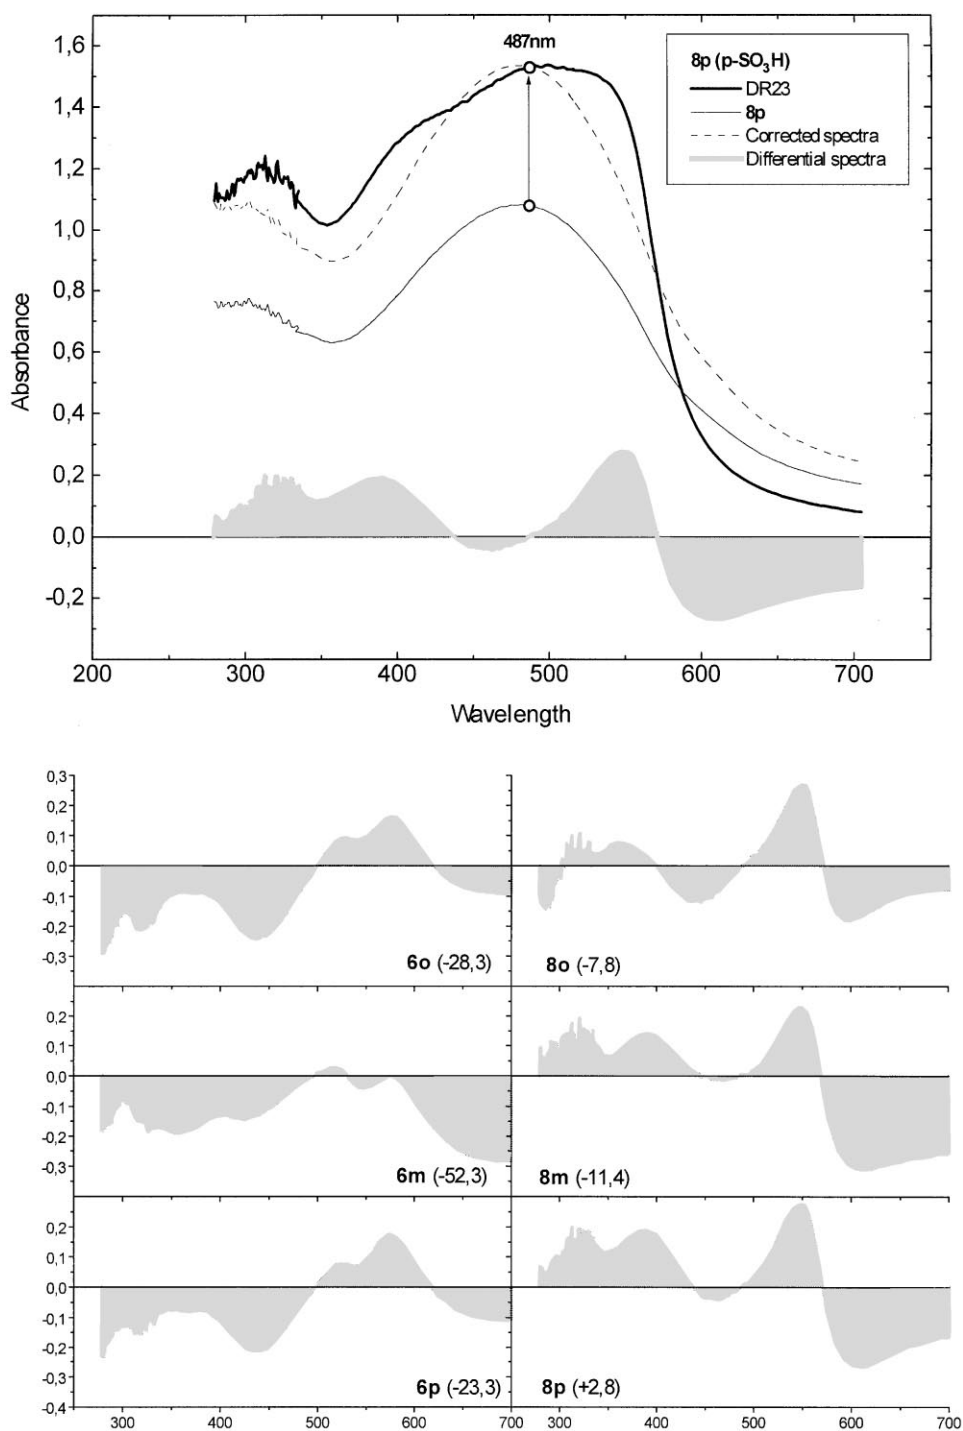 487nm
8p (p-SO3H)
DR23
8p
Corrected spectra
Differential spectra
1,6
1,4
1,2
1,0
0,8
0,6
0,4
0,2
0,0
-0,2
Absorbance
200 300 400 500 600 700
Wavelength
0,3
0,2
0,1
0,0
-0,1
-0,2
-0,3
6o (-28,3)
8o (-7,8)
0,2
0,1
0,0
-0,1
-0,2
-0,3
6m (-52,3)
8m (-11,4)
0,2
0,1
0,0
-0,1
-0,2
-0,3
-0,4
6p (-23,3)
8p (+2,8)
300 400 500 600 700 300 400 500 600 700